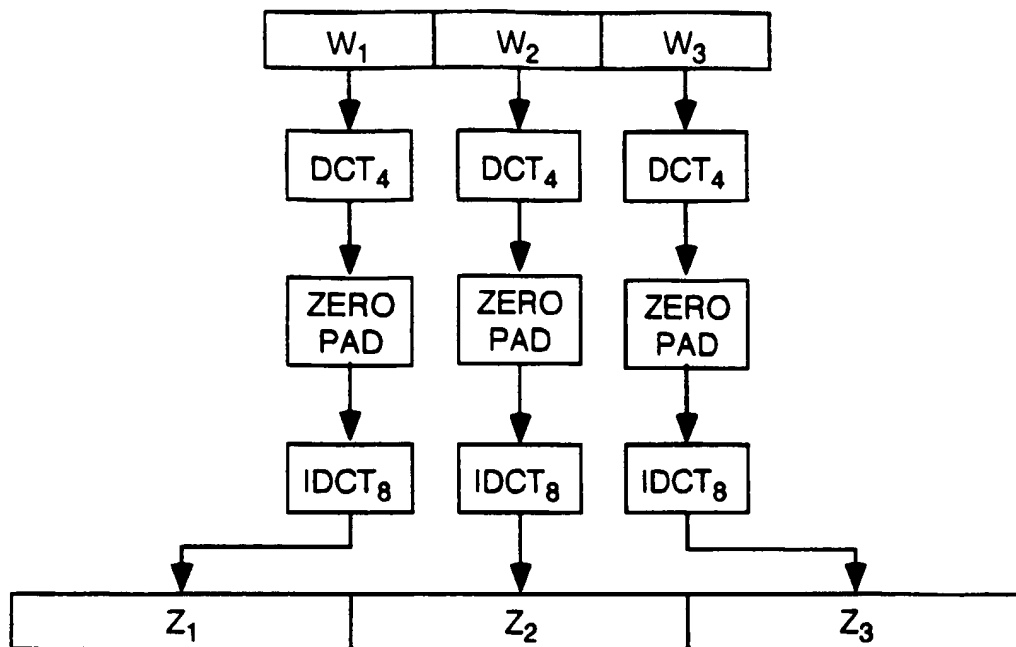 W₁ W₂ W₃
DCT₄ DCT₄ DCT₄
ZERO PAD ZERO PAD ZERO PAD
IDCT₈ IDCT₈ IDCT₈
Z₁ Z₂ Z₃